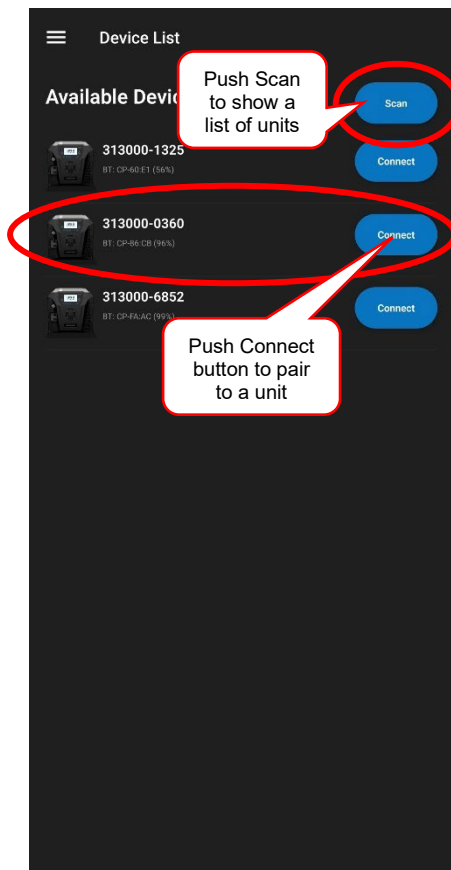 Device List
Push Scan
to show a
list of units
Available Devic
Scan
313000-1325
BT: CP-60:E1 (56%)
Connect
313000-0360
BT: CP-86:CB (96%)
Connect
313000-6852
BT: CP-FA:AC (99%)
Connect
Push Connect
button to pair
to a unit